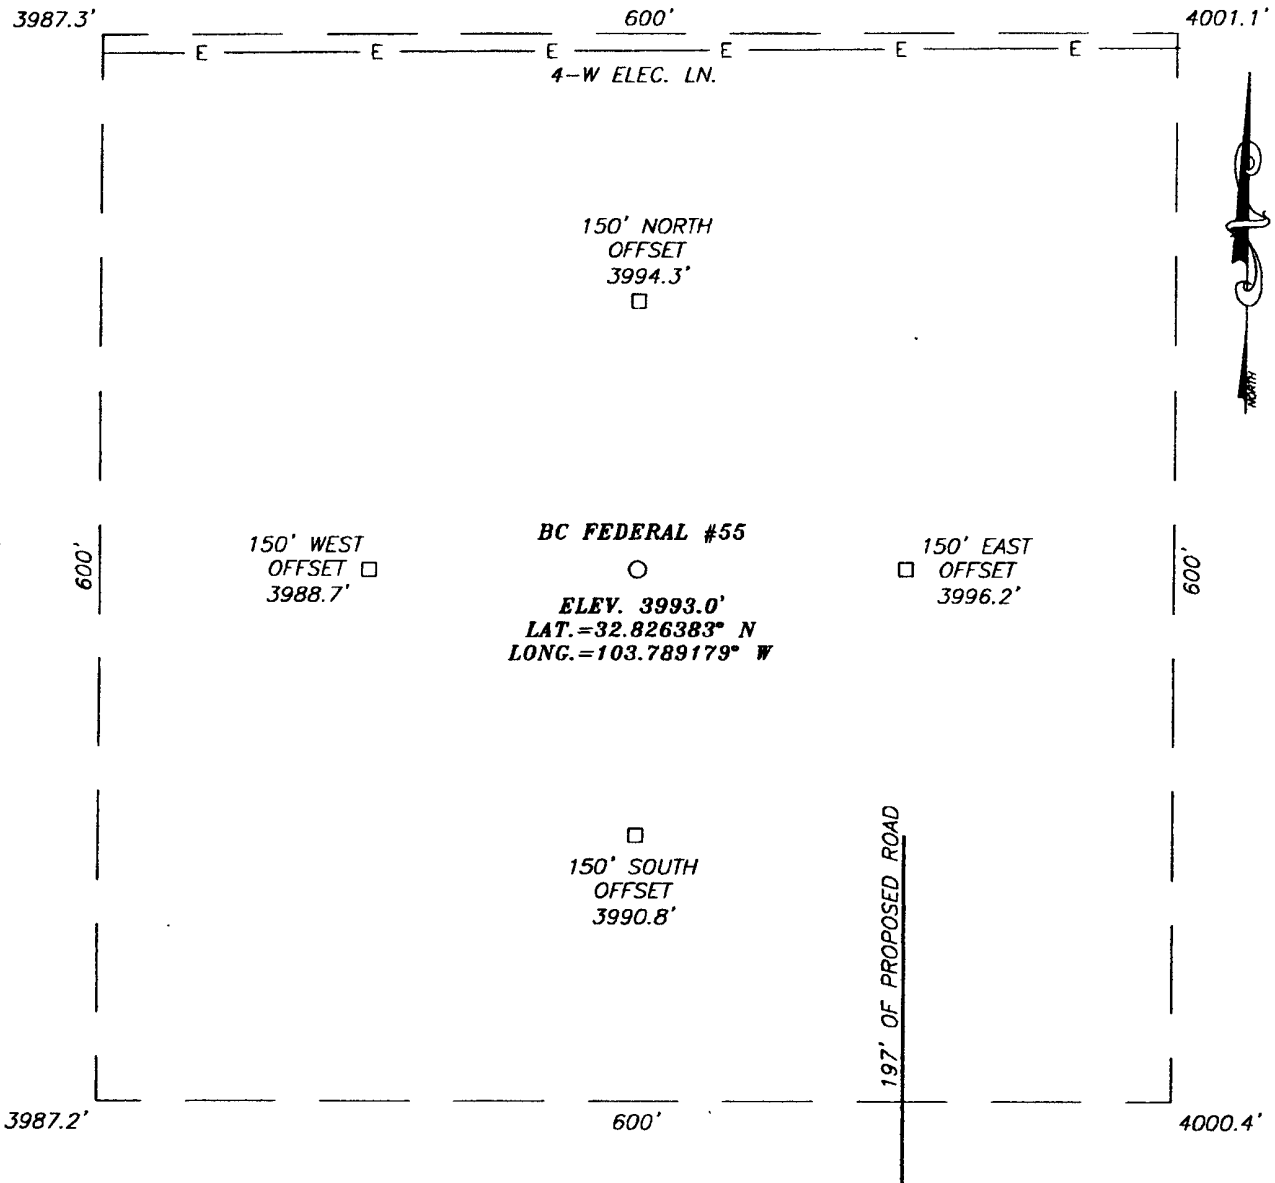 3987.3'
600'
4001.1'
E E E E E E
4-W ELEC. LN.
150' NORTH
OFFSET
3994.3'
NORTH
BC FEDERAL #55
150' WEST
OFFSET
3988.7'
150' EAST
OFFSET
3996.2'
600'
600'
ELEV. 3993.0'
LAT.=32.826383° N
LONG.=103.789179° W
150' SOUTH
OFFSET
3990.8'
197' OF PROPOSED ROAD
3987.2'
600'
4000.4'